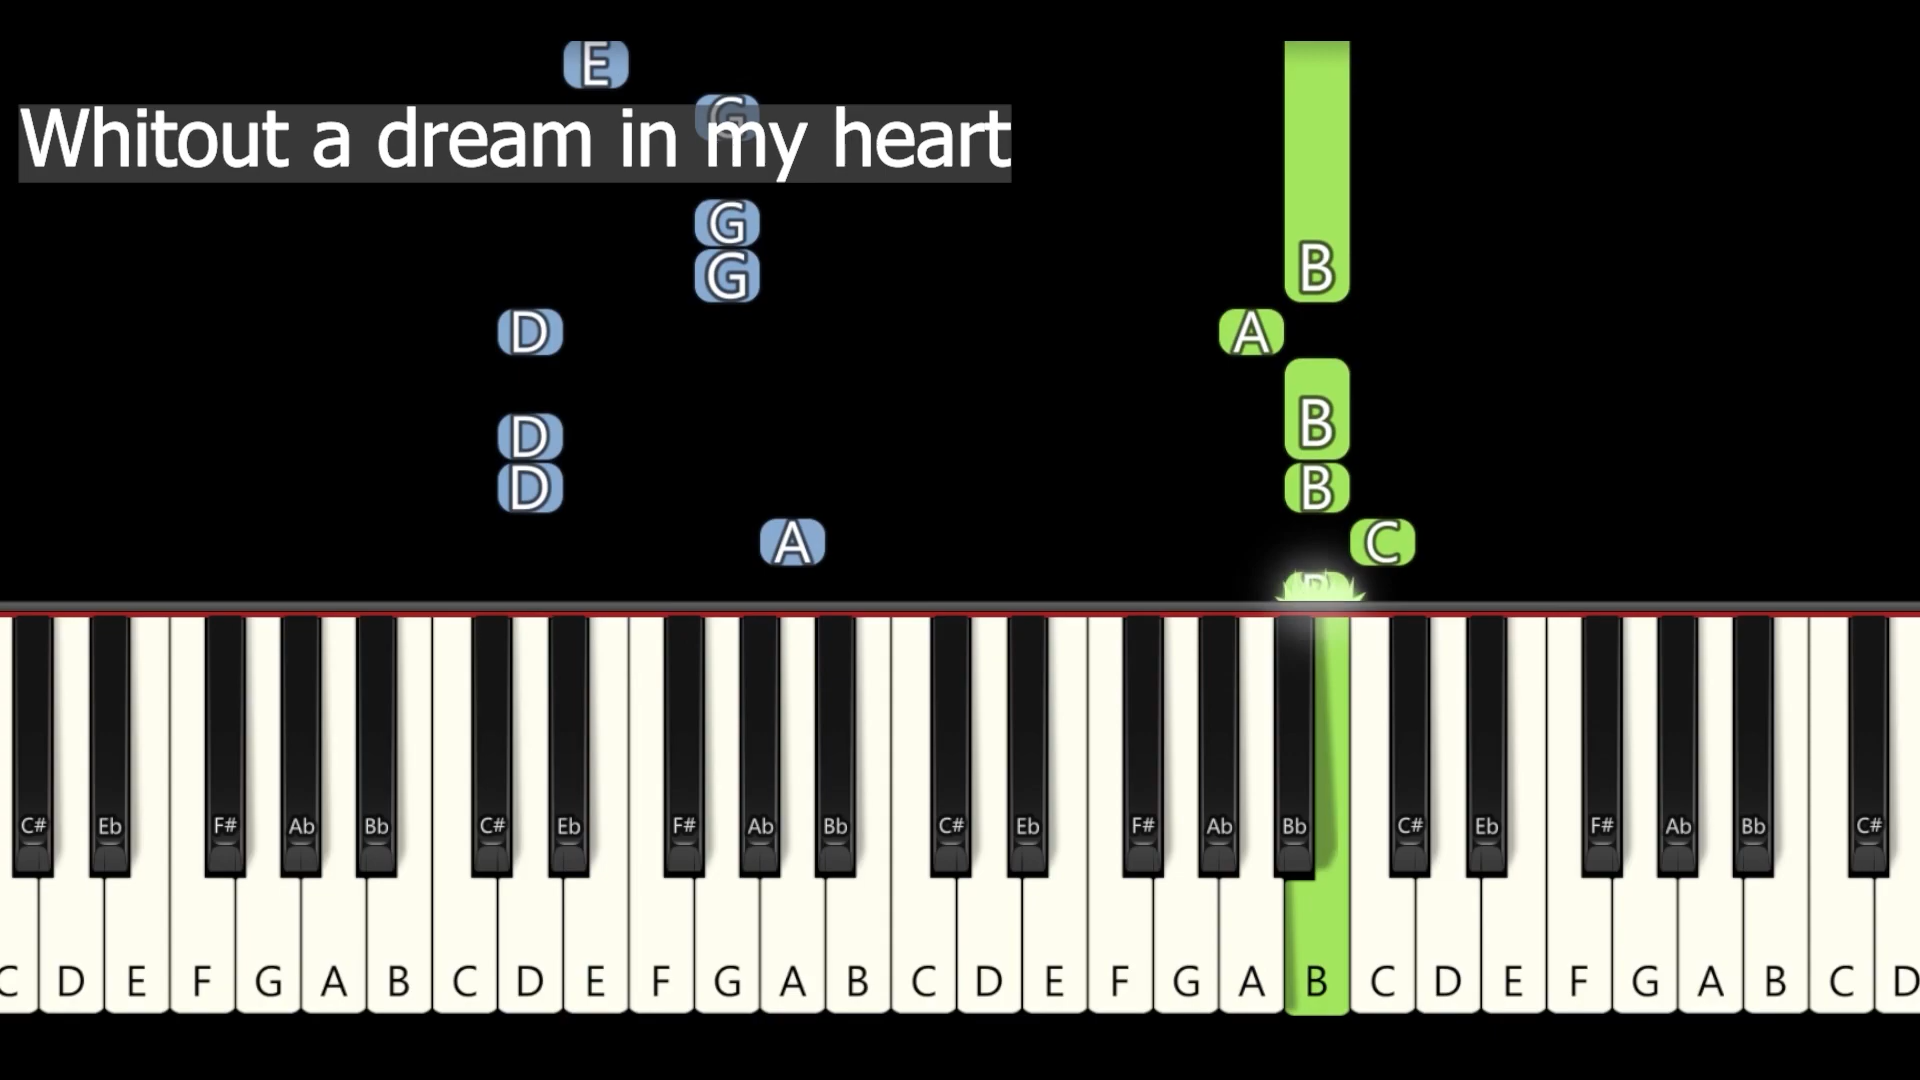 E
G
Whitout a dream in my heart
G
G B
D A
D B
D B
A C
B
C# Eb F# Ab Bb C# Eb F# Ab Bb C# Eb F# Ab Bb C# Eb F# Ab Bb C#
C D E F G A B C D E F G A B C D E F G A B C D E F G A B C D